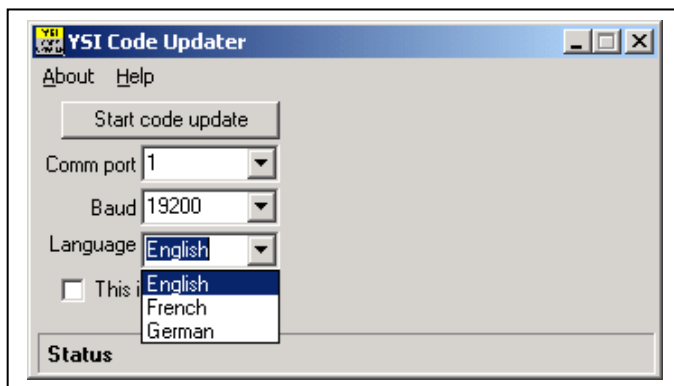 YSI Code Updater
About Help
Start code update
Comm port 1
Baud 19200
Language English
This i
English
French
German
Status